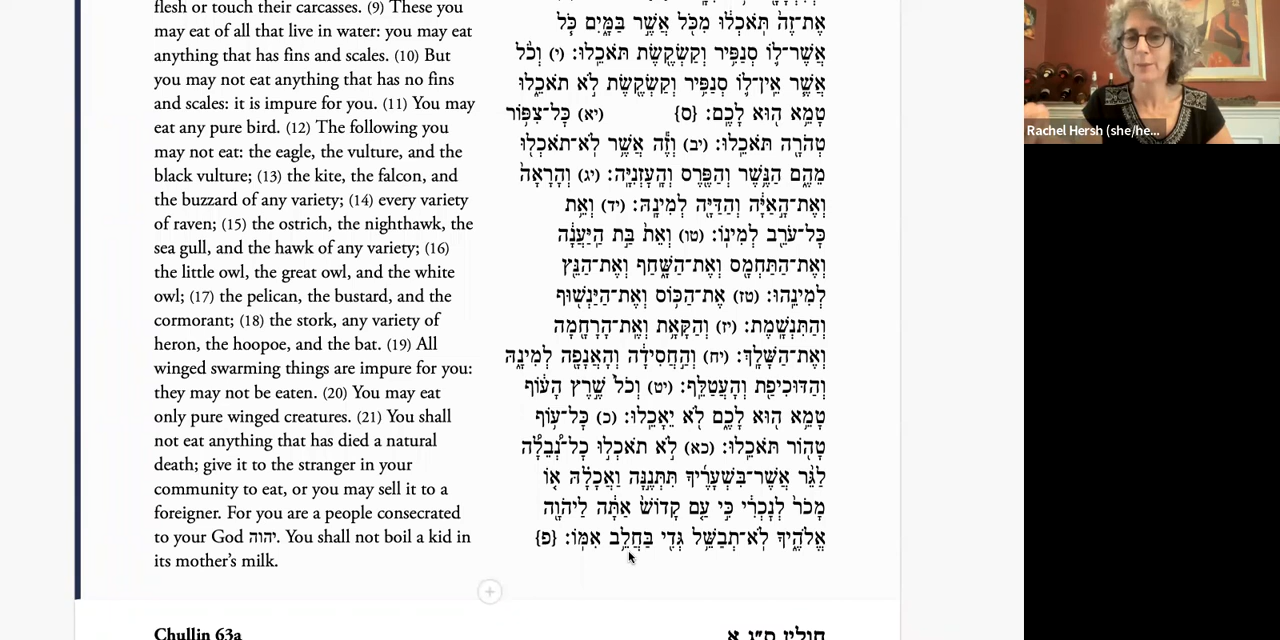 flesh or touch their carcasses. (9) These you
may eat of all that live in water: you may eat
anything that has fins and scales. (10) But
you may not eat anything that has no fins
and scales: it is impure for you. (11) You may
eat any pure bird. (12) The following you
may not eat: the eagle, the vulture, and the
black vulture; (13) the kite, the falcon, and
the buzzard of any variety; (14) every variety
of raven; (15) the ostrich, the nighthawk, the
sea gull, and the hawk of any variety; (16)
the little owl, the great owl, and the white
owl; (17) the pelican, the bustard, and the
cormorant; (18) the stork, any variety of
heron, the hoopoe, and the bat. (19) All
winged swarming things are impure for you:
they may not be eaten. (20) You may eat
only pure winged creatures. (21) You shall
not eat anything that has died a natural
death; give it to the stranger in your
community to eat, or you may sell it to a
foreigner. For you are a people consecrated
to your God יהוה. You shall not boil a kid in
its mother’s milk.
אֶת־זֶה֙ תֹּֽאכְל֔וּ מִכֹּ֖ל אֲשֶׁ֣ר בַּמָּ֑יִם כֹּ֧ל
אֲשֶׁר־ל֛וֹ סְנַפִּ֥יר וְקַשְׂקֶ֖שֶׂת תֹּאכֵֽלוּ׃ (י) וְכֹ֨ל
אֲשֶׁ֧ר אֵֽין־ל֛וֹ סְנַפִּ֥יר וְקַשְׂקֶ֖שֶׂת לֹ֣א תֹאכֵ֑לוּ
טָמֵ֥א ה֖וּא לָכֶֽם׃ {ס} (יא) כׇּל־צִפּ֥וֹר
טְהֹרָ֖ה תֹּאכֵֽלוּ׃ (יב) וְזֶ֕ה אֲשֶׁ֥ר לֹֽא־תֹאכְל֖וּ
מֵהֶ֑ם הַנֶּ֥שֶׁר וְהַפֶּ֖רֶס וְהָֽעׇזְנִיָּֽה׃ (יג) וְהָרָאָה֙
וְאֶת־הָ֣אַיָּ֔ה וְהַדַּיָּ֖ה לְמִינָֽהּ׃ (יד) וְאֵ֥ת
כׇּל־עֹרֵ֖ב לְמִינֽוֹ׃ (טו) וְאֵת֙ בַּ֣ת הַֽיַּעֲנָ֔ה
וְאֶת־הַתַּחְמָ֖ס וְאֶת־הַשָּׁ֑חַף וְאֶת־הַנֵּ֖ץ
לְמִינֵֽהוּ׃ (טז) אֶת־הַכּ֥וֹס וְאֶת־הַיַּנְשׁ֖וּף
וְהַתִּנְשָֽׁמֶת׃ (יז) וְהַקָּאָ֥ת וְאֶֽת־הָרָחָ֖מָה
וְאֶת־הַשָּׁלָֽךְ׃ (יח) וְהַ֣חֲסִידָ֔ה וְהָאֲנָפָ֖ה לְמִינָ֑הּ
וְהַדּוּכִיפַ֖ת וְהָעֲטַלֵּֽף׃ (יט) וְכֹל֙ שֶׁ֣רֶץ הָע֔וֹף
טָמֵ֥א ה֖וּא לָכֶ֑ם לֹ֖א יֵאָכֵֽלוּ׃ (כ) כׇּל־ע֥וֹף
טָה֖וֹר תֹּאכֵֽלוּ׃ (כא) לֹ֣א תֹאכְל֣וּ כׇל־נְ֠בֵלָ֠ה
לַגֵּ֨ר אֲשֶׁר־בִּשְׁעָרֶ֜יךָ תִּתְּנֶ֣נָּה וַאֲכָלָ֗הּ א֤וֹ
מָכֹר֙ לְנׇכְרִ֔י כִּ֣י עַ֤ם קָדוֹשׁ֙ אַתָּ֔ה לַיהֹוָ֖ה
אֱלֹהֶ֑יךָ לֹֽא־תְבַשֵּׁ֥ל גְּדִ֖י בַּחֲלֵ֥ב אִמּֽוֹ׃ {פ}
Chullin 63a
חולין ס״ג א
Rachel Hersh (she/he...